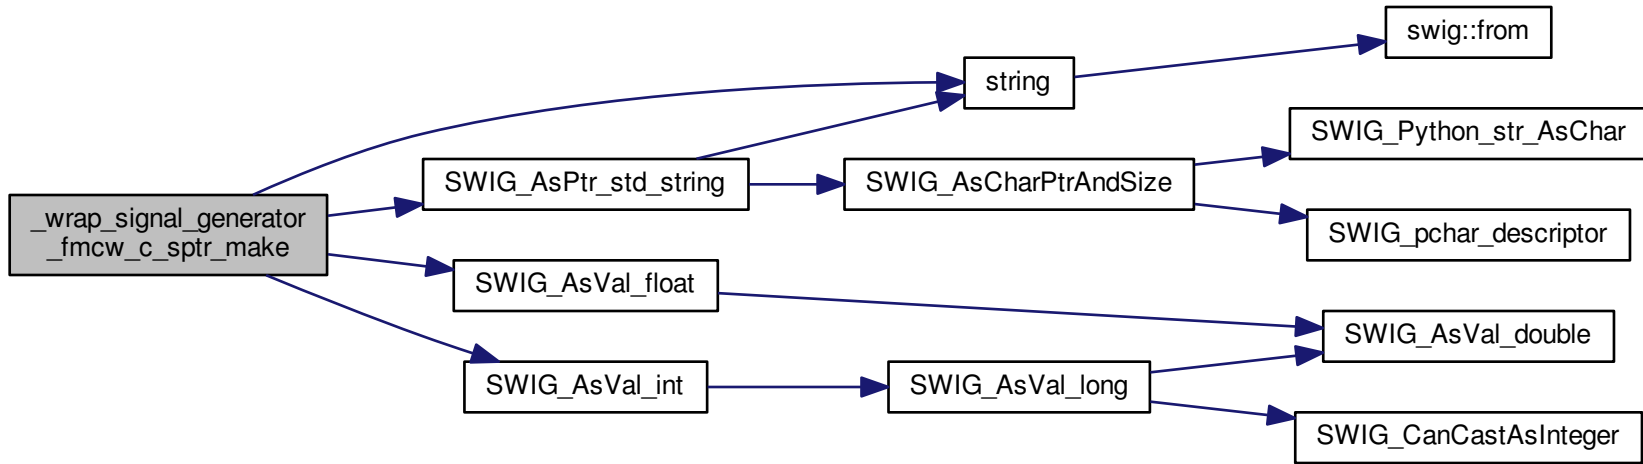 _wrap_signal_generator
_fmcw_c_sptr_make
string
swig::from
SWIG_AsPtr_std_string
SWIG_AsCharPtrAndSize
SWIG_Python_str_AsChar
SWIG_pchar_descriptor
SWIG_AsVal_float
SWIG_AsVal_double
SWIG_AsVal_int
SWIG_AsVal_long
SWIG_CanCastAsInteger